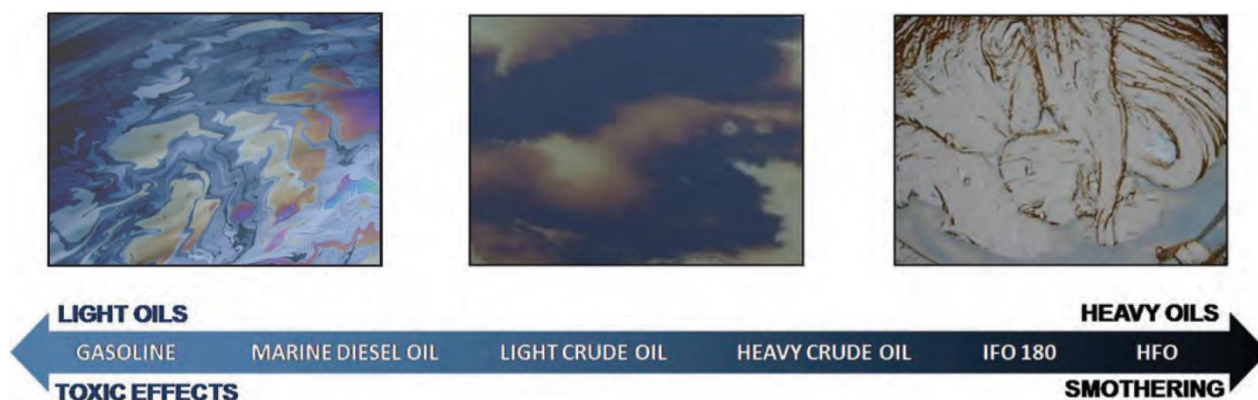 LIGHT OILS HEAVY OILS
GASOLINE MARINE DIESEL OIL LIGHT CRUDE OIL HEAVY CRUDE OIL IFO 180 HFO
TOXIC EFFECTS SMOTHERING